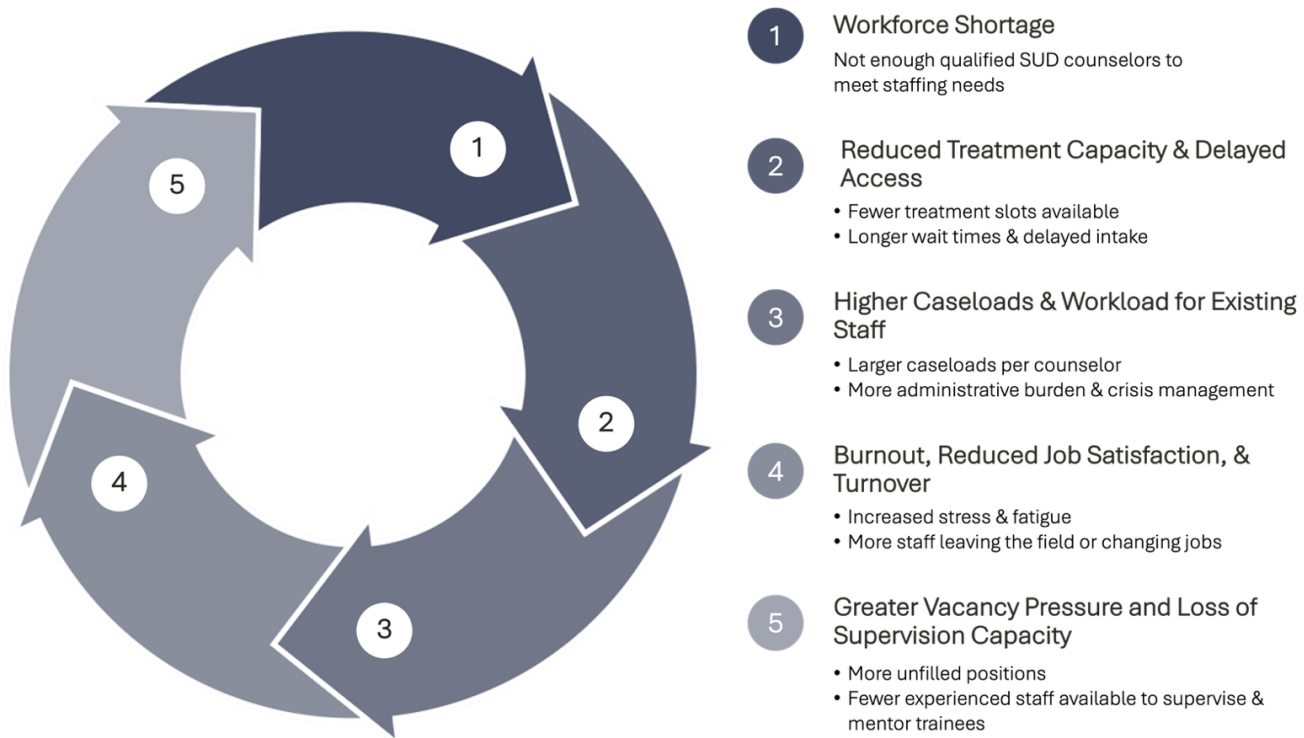 1
2
3
4
5
1
Workforce Shortage
Not enough qualified SUD counselors to
meet staffing needs
2
Reduced Treatment Capacity & Delayed
Access
• Fewer treatment slots available
• Longer wait times & delayed intake
3
Higher Caseloads & Workload for Existing
Staff
• Larger caseloads per counselor
• More administrative burden & crisis management
4
Burnout, Reduced Job Satisfaction, &
Turnover
• Increased stress & fatigue
• More staff leaving the field or changing jobs
5
Greater Vacancy Pressure and Loss of
Supervision Capacity
• More unfilled positions
• Fewer experienced staff available to supervise &
mentor trainees